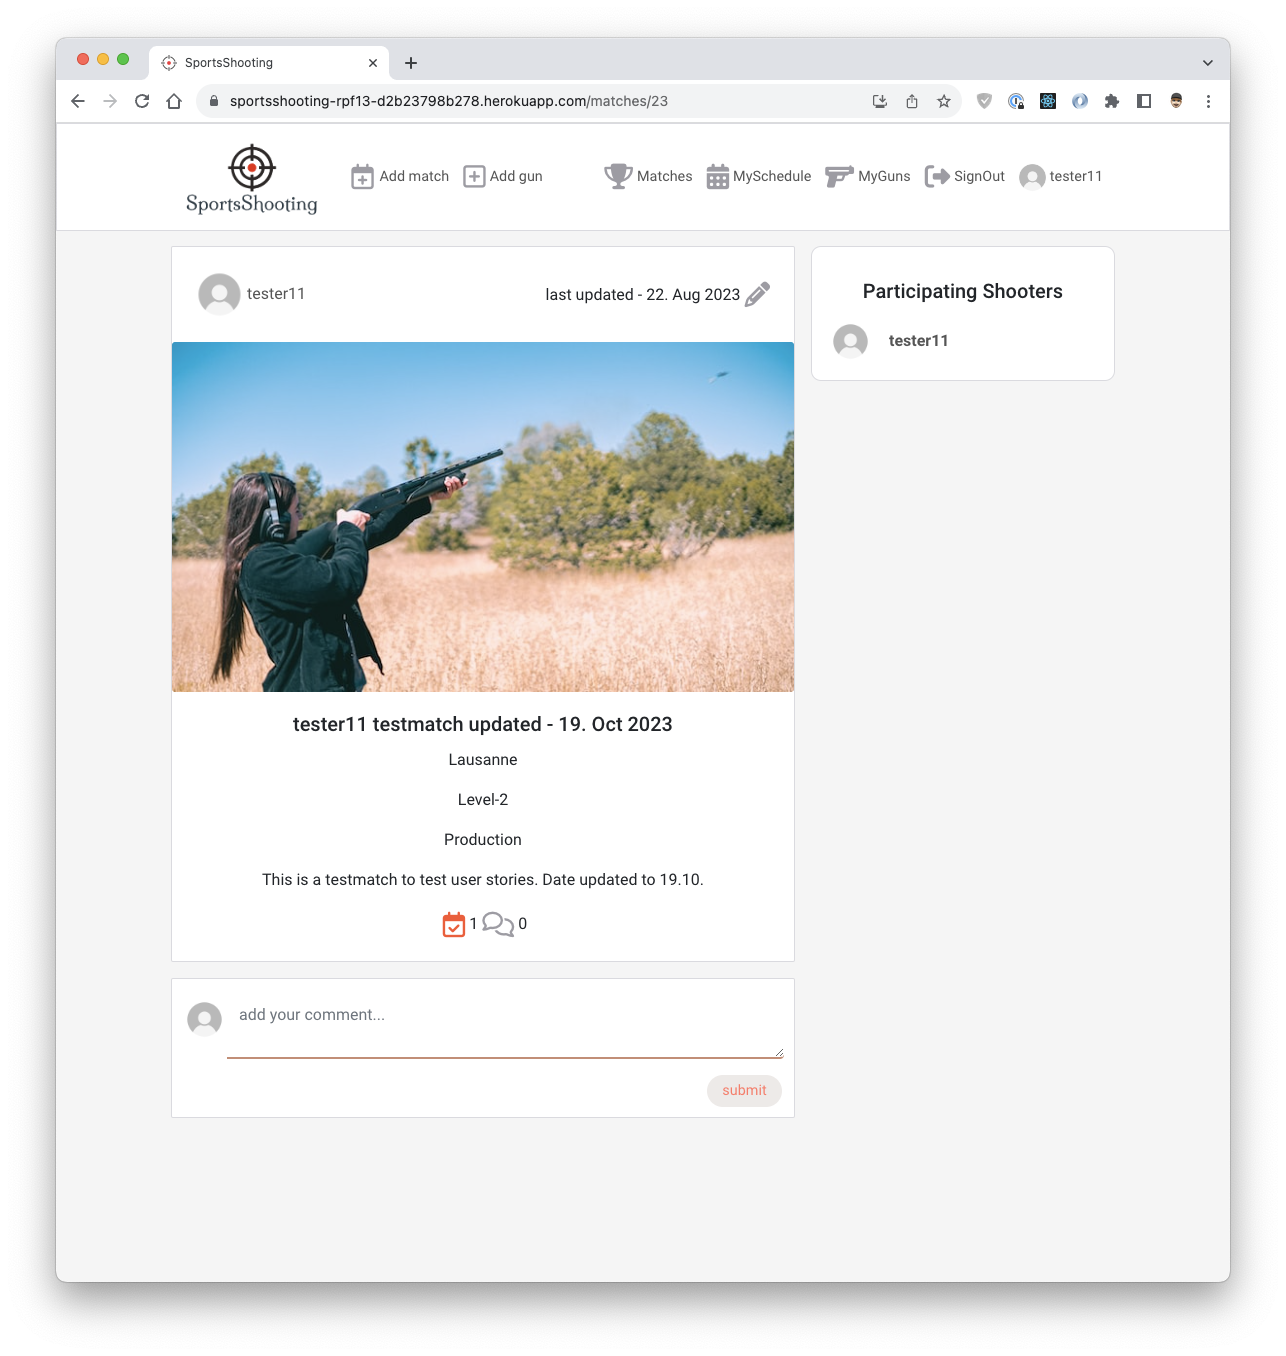 SportsShooting
sportsshooting-rpf13-d2b23798b278.herokuapp.com/matches/23
SportsShooting
Add match
Add gun
Matches
MySchedule
MyGuns
SignOut
tester11
tester11
last updated - 22. Aug 2023
Participating Shooters
tester11
tester11 testmatch updated - 19. Oct 2023
Lausanne
Level-2
Production
This is a testmatch to test user stories. Date updated to 19.10.
1
0
add your comment...
submit